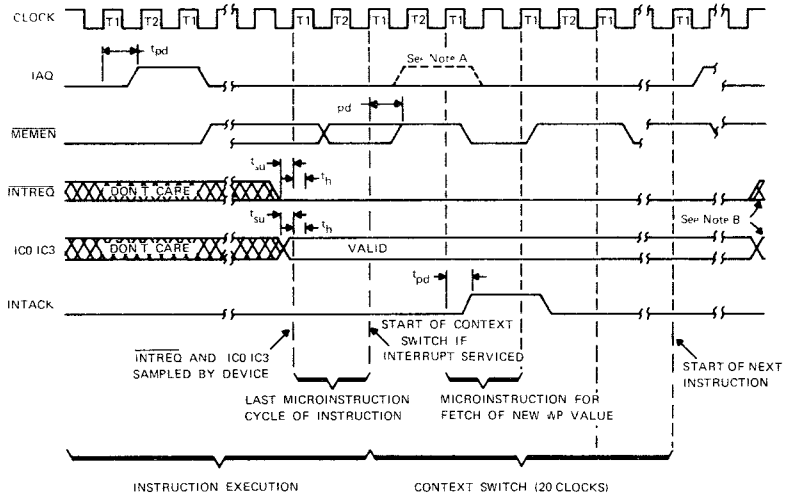 CLOCK T1 T2 T1 T1 T2 T1 T2 T1 T2 T1 T2 T1
tpd
IAQ
See Note A
pd
MEMEN
tsu
th
INTREQ DON T CARE
tsu
th
See Note B
IC0 IC3 DON T CARE VALID
tpd
INTACK
INTREQ AND IC0 IC3
SAMPLED BY DEVICE
START OF CONTEXT
SWITCH IF
INTERRUPT SERVICED
START OF NEXT
INSTRUCTION
LAST MICROINSTRUCTION
CYCLE OF INSTRUCTION
MICROINSTRUCTION FOR
FETCH OF NEW WP VALUE
INSTRUCTION EXECUTION
CONTEXT SWITCH (20 CLOCKS)